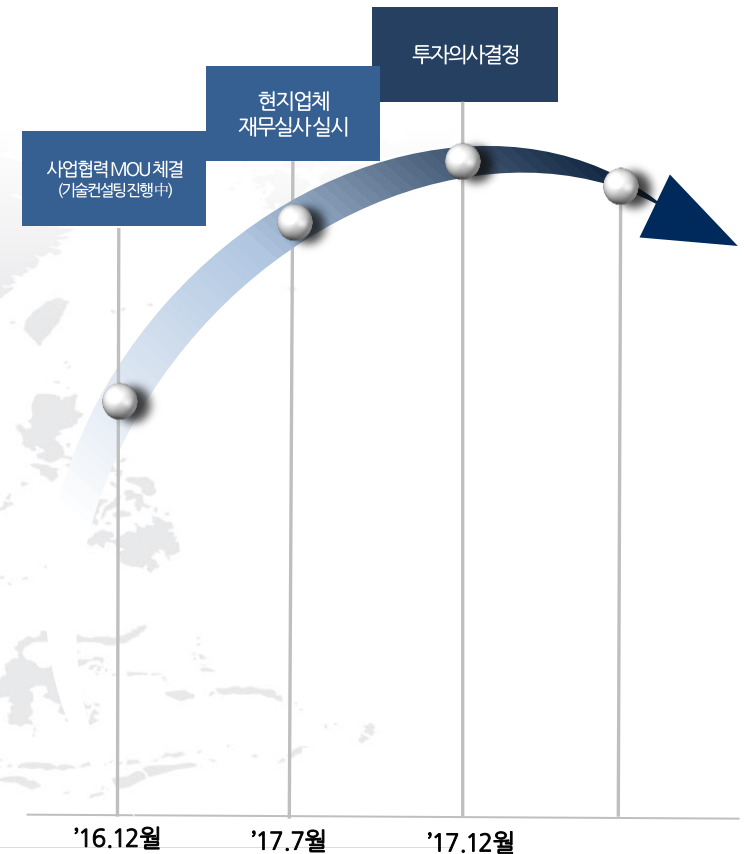 투자의사결정
현지업체
재무실사 실시
사업협력 MOU 체결
(기술컨설팅진행中)
’16.12월
’17.7월
’17.12월